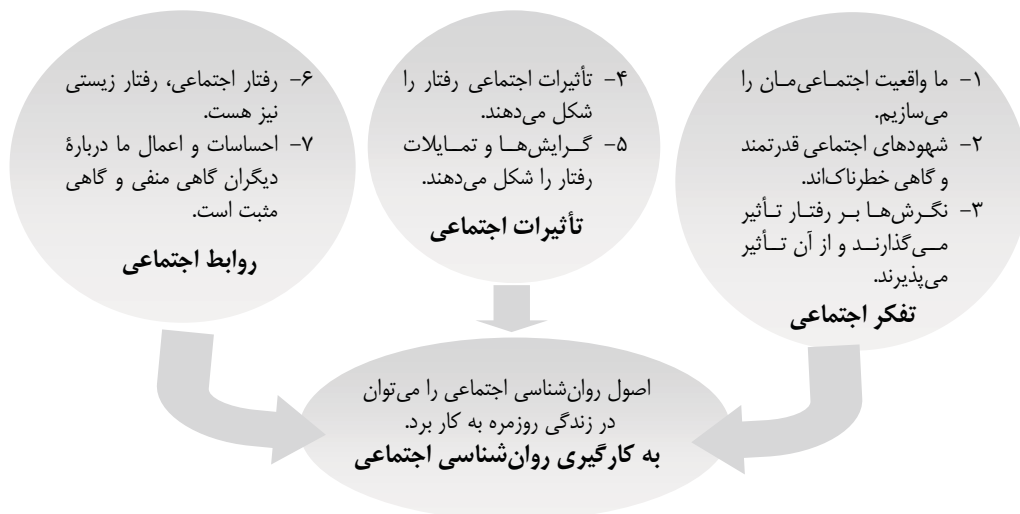 ۱- ما واقعیت اجتماعی‌مان را
می‌سازیم.
۲- شهودهای اجتماعی قدرتمند
و گاهی خطرناک‌اند.
۳- نگرش‌ها بر رفتار تأثیر
می‌گذارند و از آن تأثیر
می‌پذیرند.
تفکر اجتماعی
۴- تأثیرات اجتماعی رفتار را
شکل می‌دهند.
۵- گرایش‌ها و تمایلات
رفتار را شکل می‌دهند.
تأثیرات اجتماعی
۶- رفتار اجتماعی، رفتار زیستی
نیز هست.
۷- احساسات و اعمال ما دربارهٔ
دیگران گاهی منفی و گاهی
مثبت است.
روابط اجتماعی
اصول روان‌شناسی اجتماعی را می‌توان
در زندگی روزمره به کار برد.
به کارگیری روان‌شناسی اجتماعی